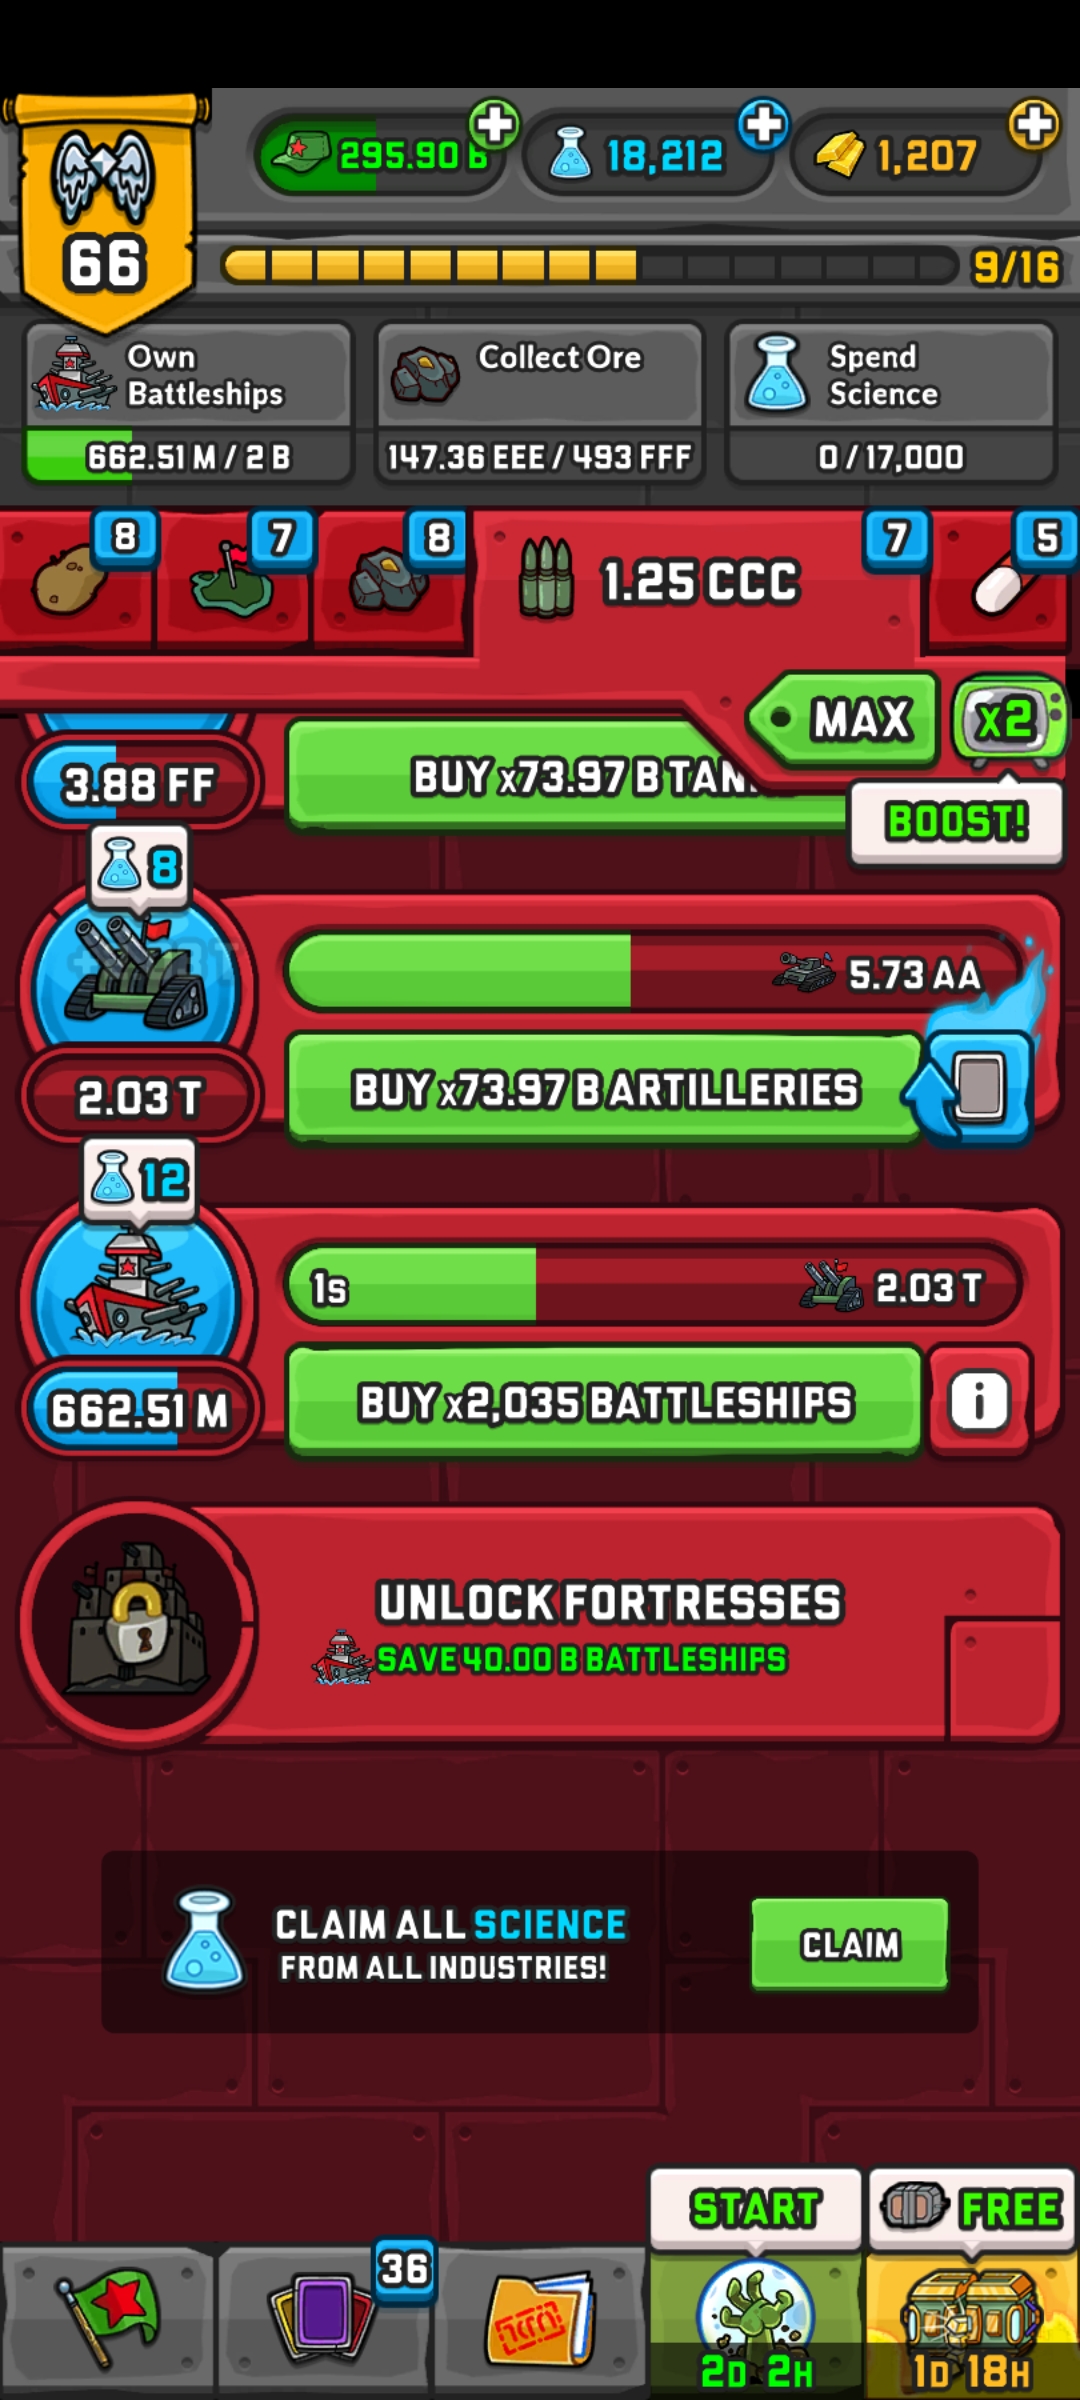 295.90 B
18,212
1,207
66
9/16
Own
Battleships
662.51 M / 2 B
Collect Ore
147.36 EEE / 493 FFF
Spend
Science
0 / 17,000
8
7
8
1.25 CCC
7
5
MAX
x2
BOOST!
3.88 FF
BUY x73.97 B TAN
8
5.73 AA
2.03 T
BUY x73.97 B ARTILLERIES
12
1s
2.03 T
662.51 M
BUY x2,035 BATTLESHIPS
i
UNLOCK FORTRESSES
SAVE 40.00 B BATTLESHIPS
CLAIM ALL SCIENCE
FROM ALL INDUSTRIES!
CLAIM
START
FREE
36
2D 2H
1D 18H